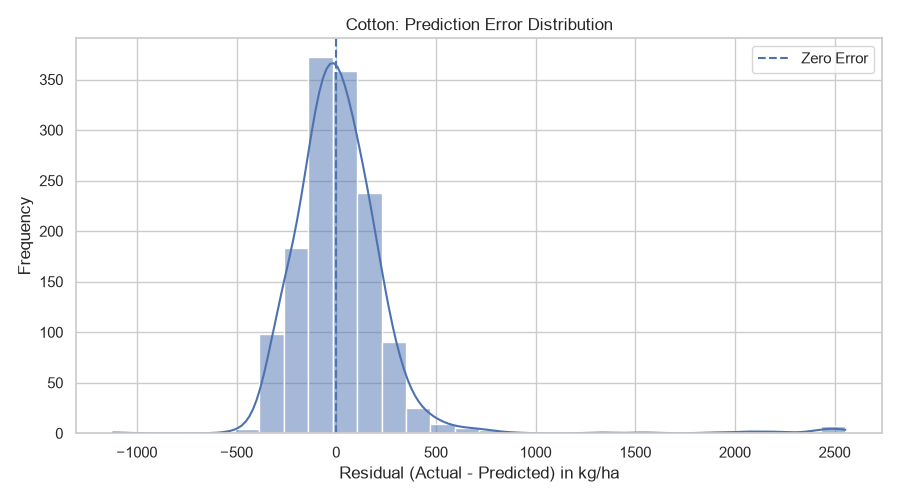 Cotton: Prediction Error Distribution
Zero Error
Frequency
350
300
250
200
150
100
50
0
−1000 −500 0 500 1000 1500 2000 2500
Residual (Actual - Predicted) in kg/ha